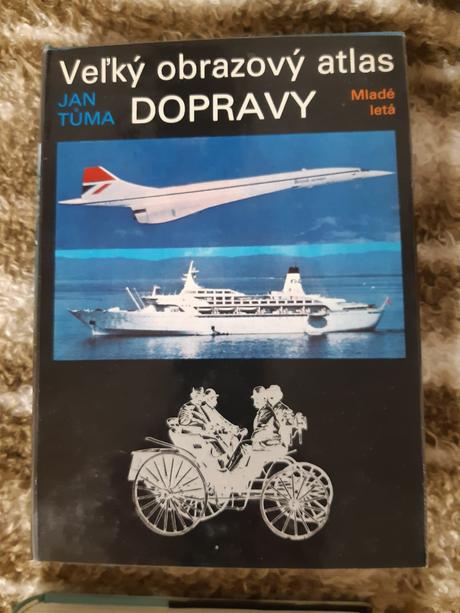 Veľký obrazový atlas
JAN
TŮMA
DOPRAVY
Mladé
letá